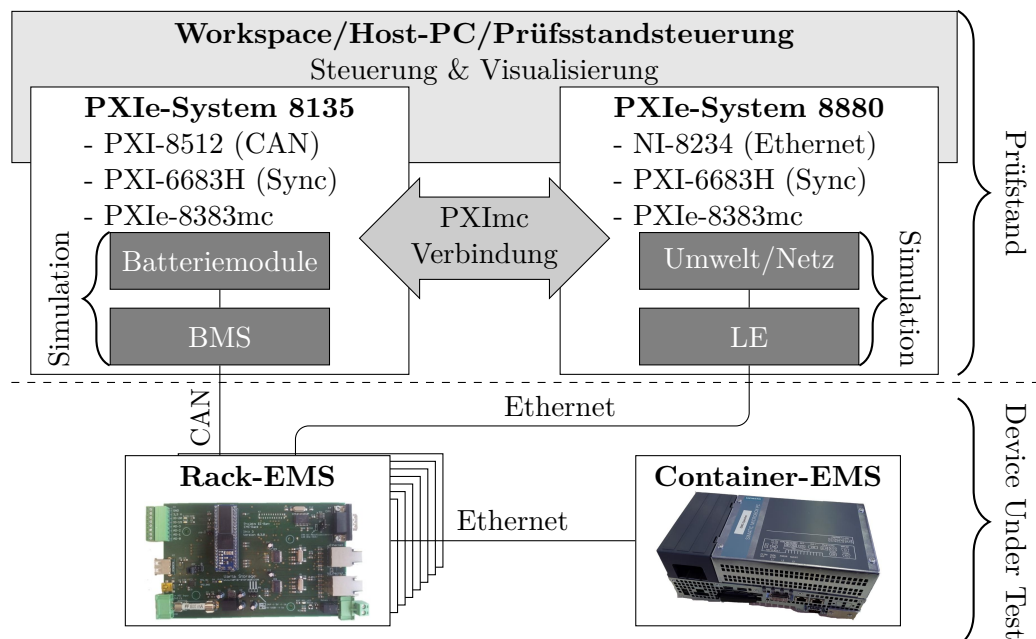 Workspace/Host-PC/Prüfsstandsteuerung
Steuerung & Visualisierung
PXIe-System 8135
- PXI-8512 (CAN)
- PXI-6683H (Sync)
- PXIe-8383mc
Simulation
Batteriemodule
BMS
PXImc
Verbindung
PXIe-System 8880
- NI-8234 (Ethernet)
- PXI-6683H (Sync)
- PXIe-8383mc
Umwelt/Netz
LE
Simulation
Prüfstand
CAN
Ethernet
Rack-EMS
Ethernet
Container-EMS
Device Under Test